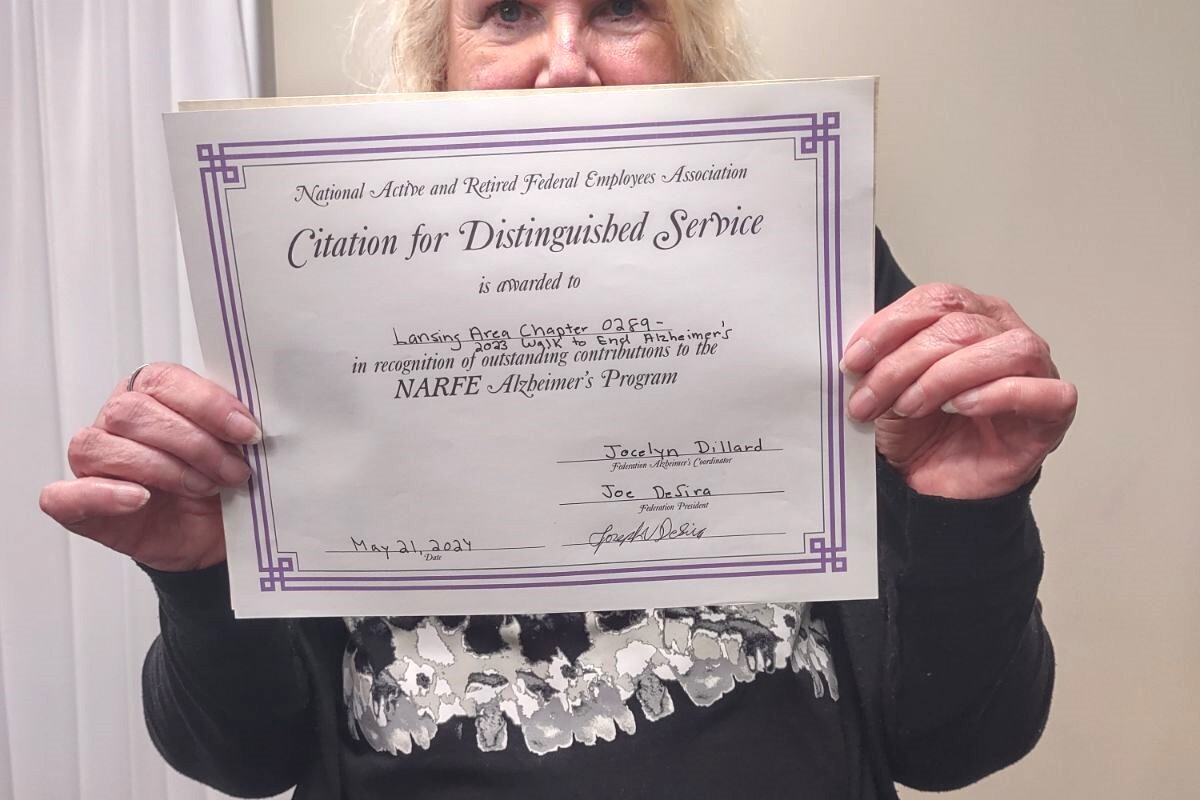 National Active and Retired Federal Employees Association
Citation for Distinguished Service
is awarded to
Lansing Area Chapter 0289-
2023 Walk to End Alzheimer's
in recognition of outstanding contributions to the
NARFE Alzheimer's Program
Jocelyn Dillard
Federation Alzheimer's Coordinator
Joe DeSira
Federation President
Joseph V DeSira
May 21, 2024
Date